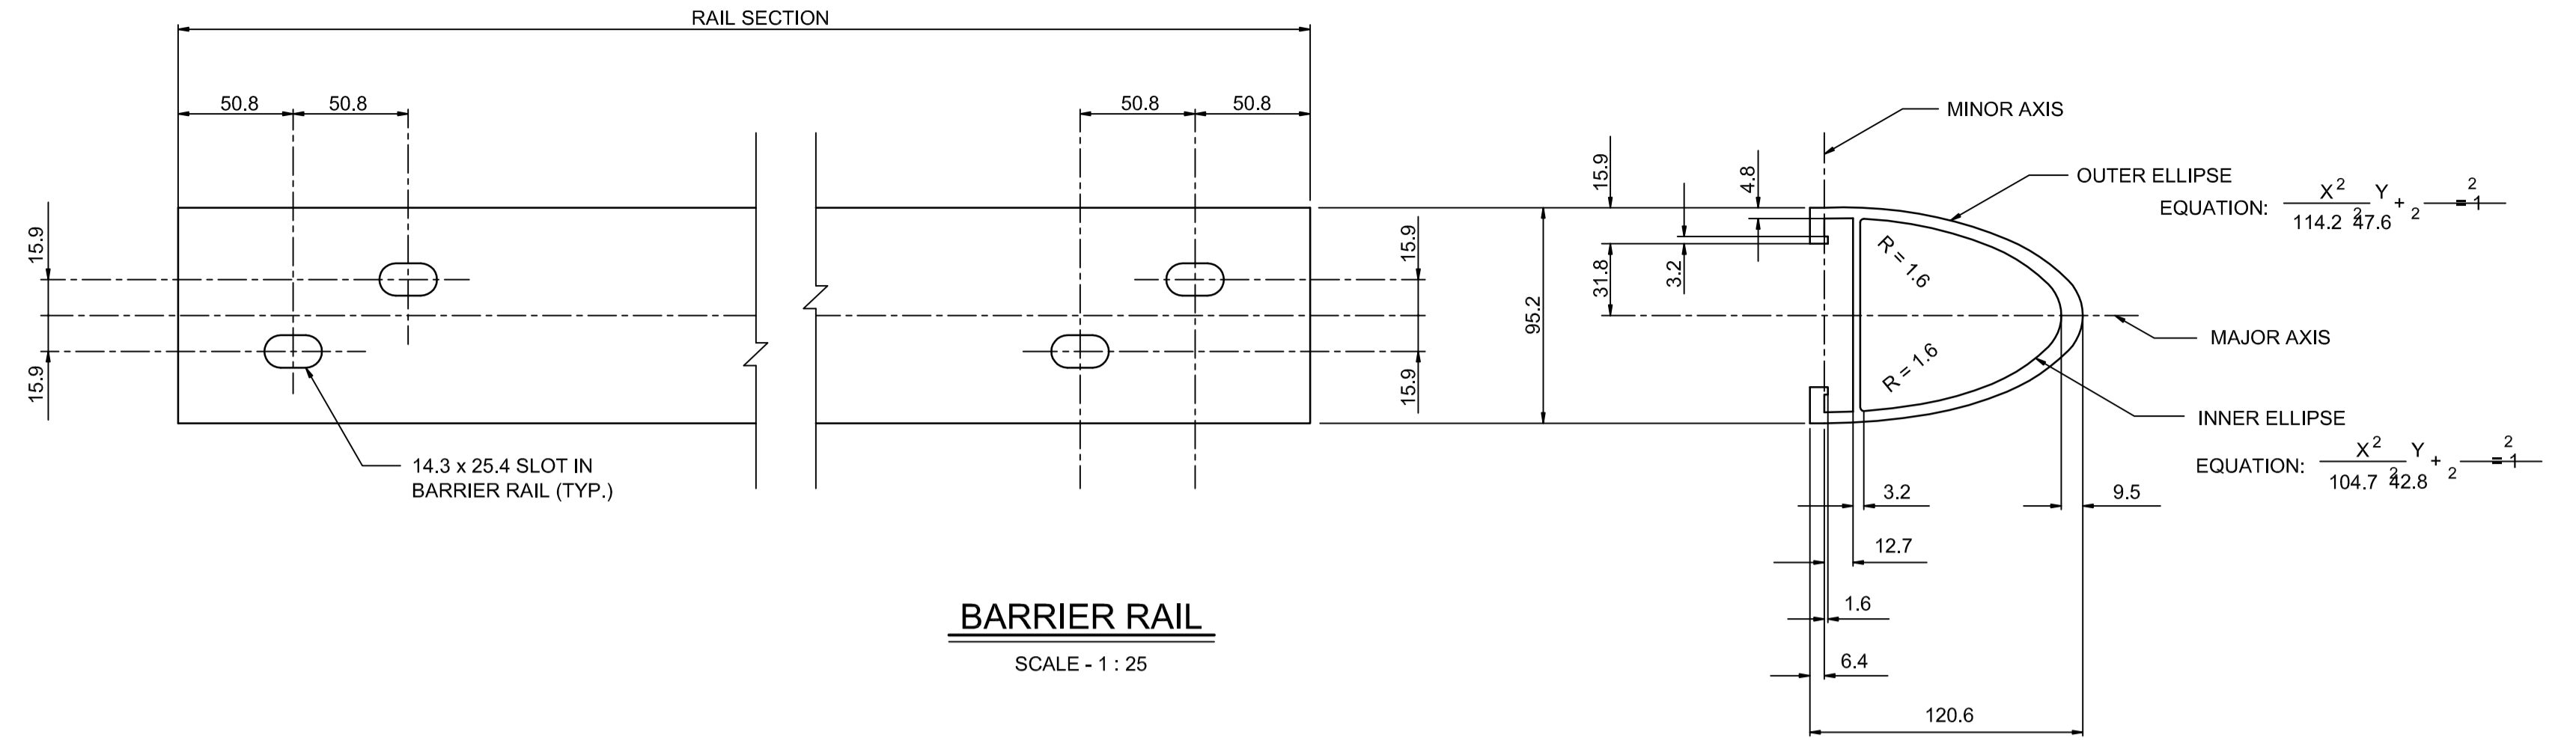 RAIL SECTION
50.8
50.8
50.8
50.8
15.9
15.9
15.9
15.9
14.3 x 25.4 SLOT IN
BARRIER RAIL (TYP.)
BARRIER RAIL
SCALE - 1 : 25
MINOR AXIS
15.9
4.8
31.8
3.2
95.2
R = 1.6
R = 1.6
OUTER ELLIPSE
EQUATION: X² Y + ² = 1
114.2 ² 47.6 ²
MAJOR AXIS
INNER ELLIPSE
EQUATION: X² Y + ² = 1
104.7 ² 42.8 ²
3.2
9.5
12.7
1.6
6.4
120.6